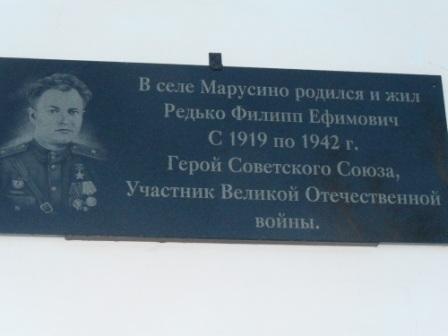 В селе Марусино родился и жил
Редько Филипп Ефимович
С 1919 по 1942 г.
Герой Советского Союза,
Участник Великой Отечественной
войны.